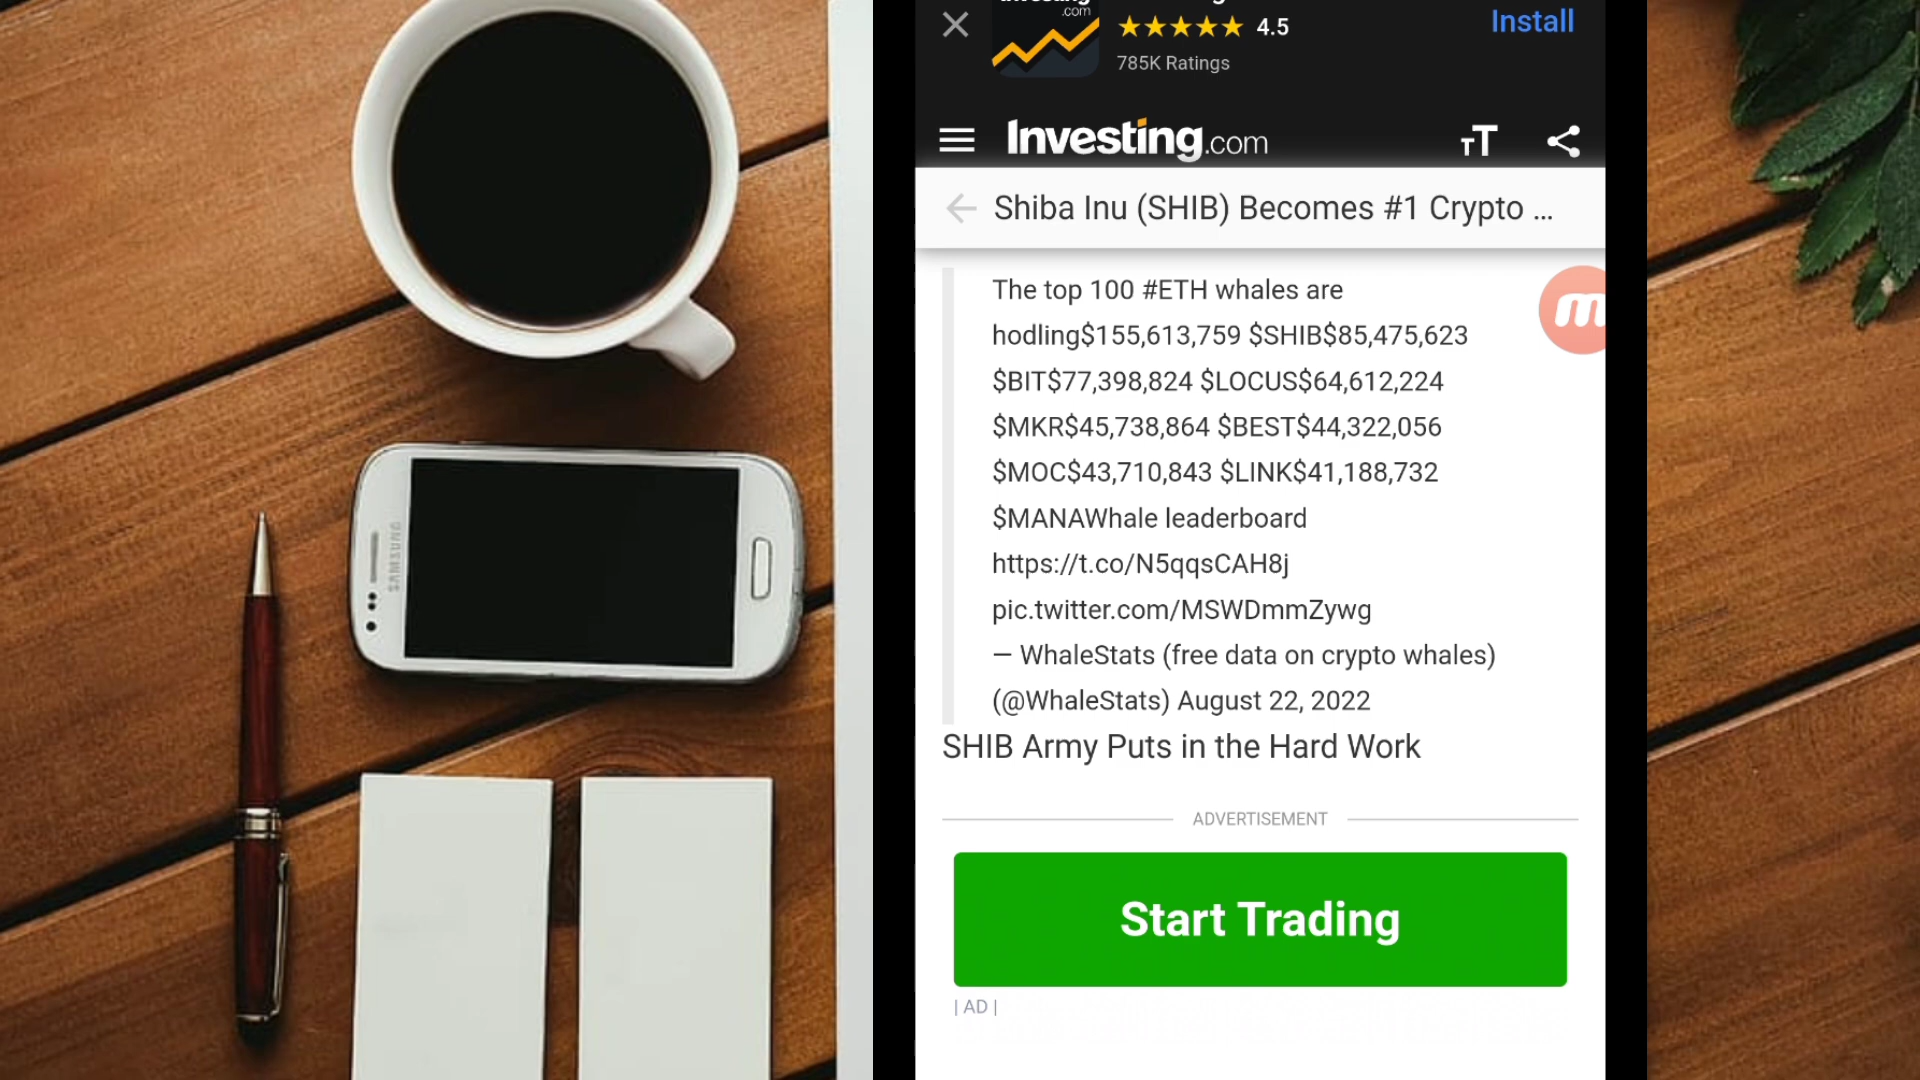 SAMSUNG
.com
4.5
785K Ratings
Install
Investing.com
TT
Shiba Inu (SHIB) Becomes #1 Crypto ...
The top 100 #ETH whales are
hodling$155,613,759 $SHIB$85,475,623
$BIT$77,398,824 $LOCUS$64,612,224
$MKR$45,738,864 $BEST$44,322,056
$MOC$43,710,843 $LINK$41,188,732
$MANAWhale leaderboard
https://t.co/N5qqsCAH8j
pic.twitter.com/MSWDmmZywg
— WhaleStats (free data on crypto whales)
(@WhaleStats) August 22, 2022
SHIB Army Puts in the Hard Work
ADVERTISEMENT
Start Trading
| AD |